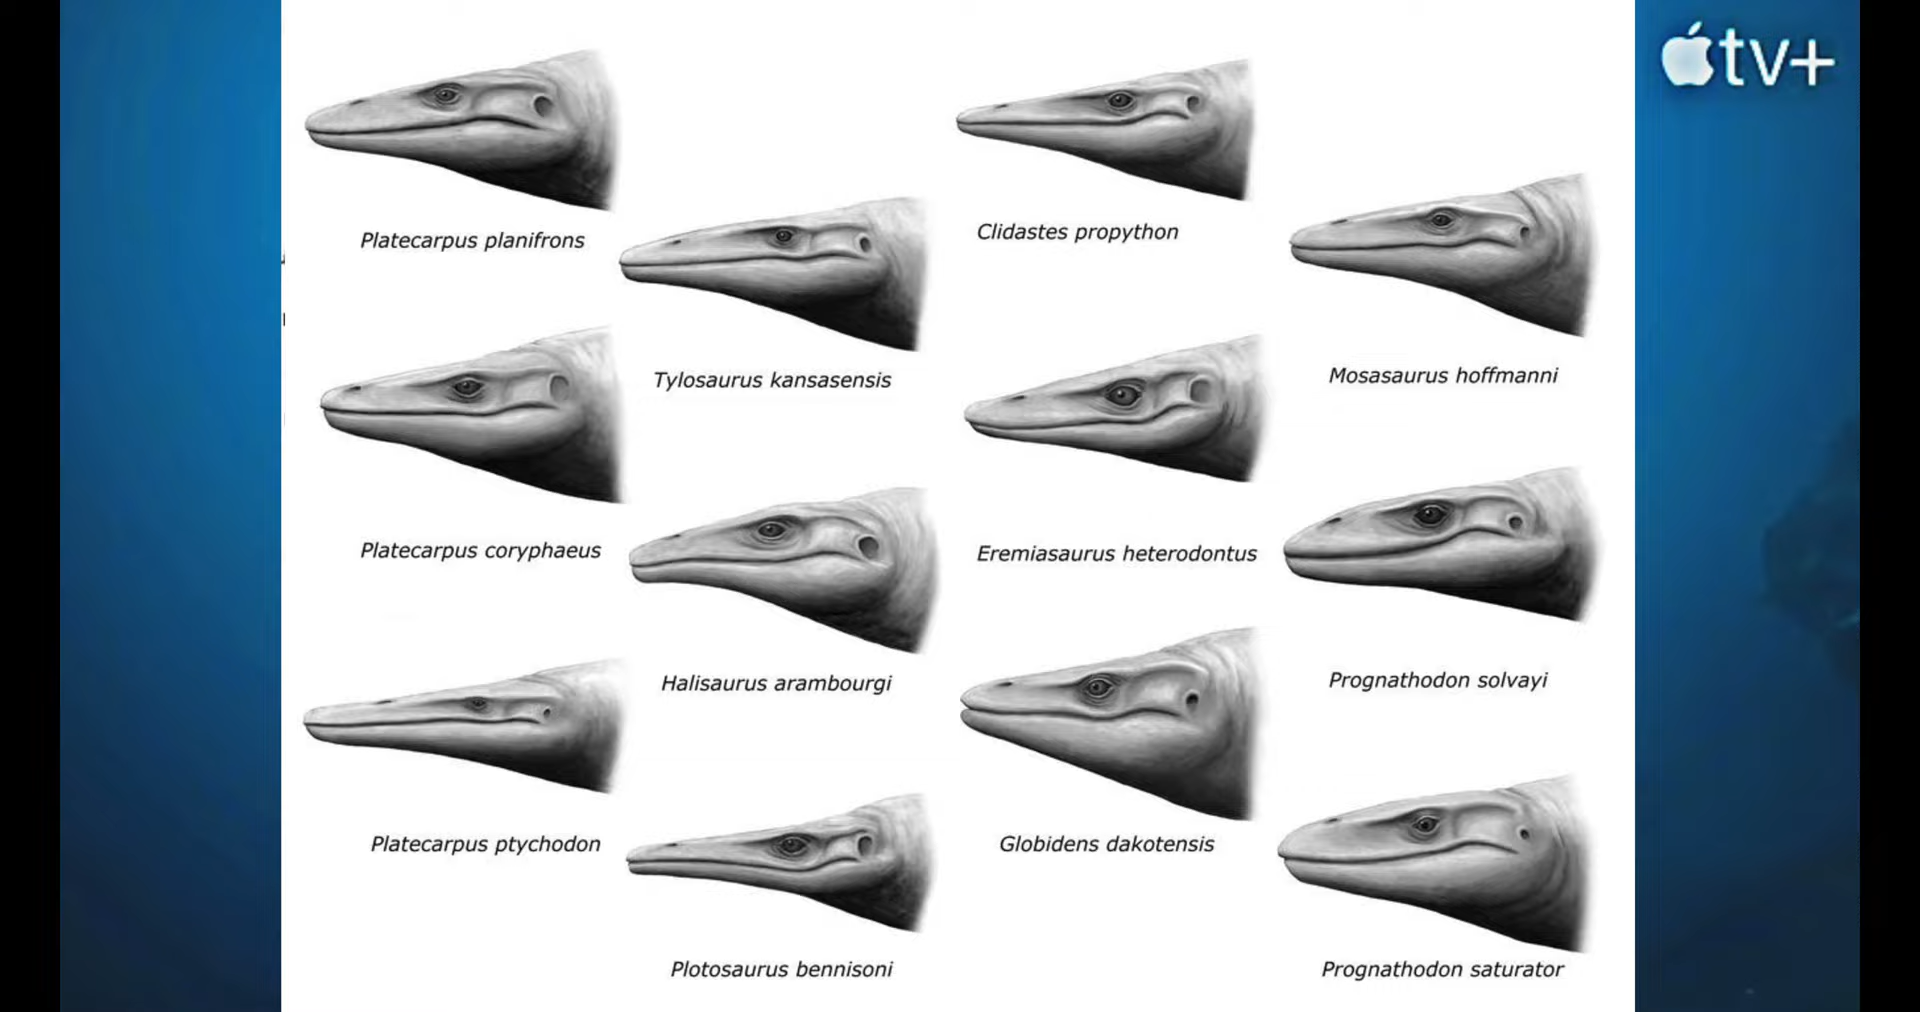 tv+
Platecarpus planifrons
Clidastes propython
Tylosaurus kansasensis
Mosasaurus hoffmanni
Platecarpus coryphaeus
Eremiasaurus heterodontus
Halisaurus arambourgi
Prognathodon solvayi
Platecarpus ptychodon
Globidens dakotensis
Plotosaurus bennisoni
Prognathodon saturator